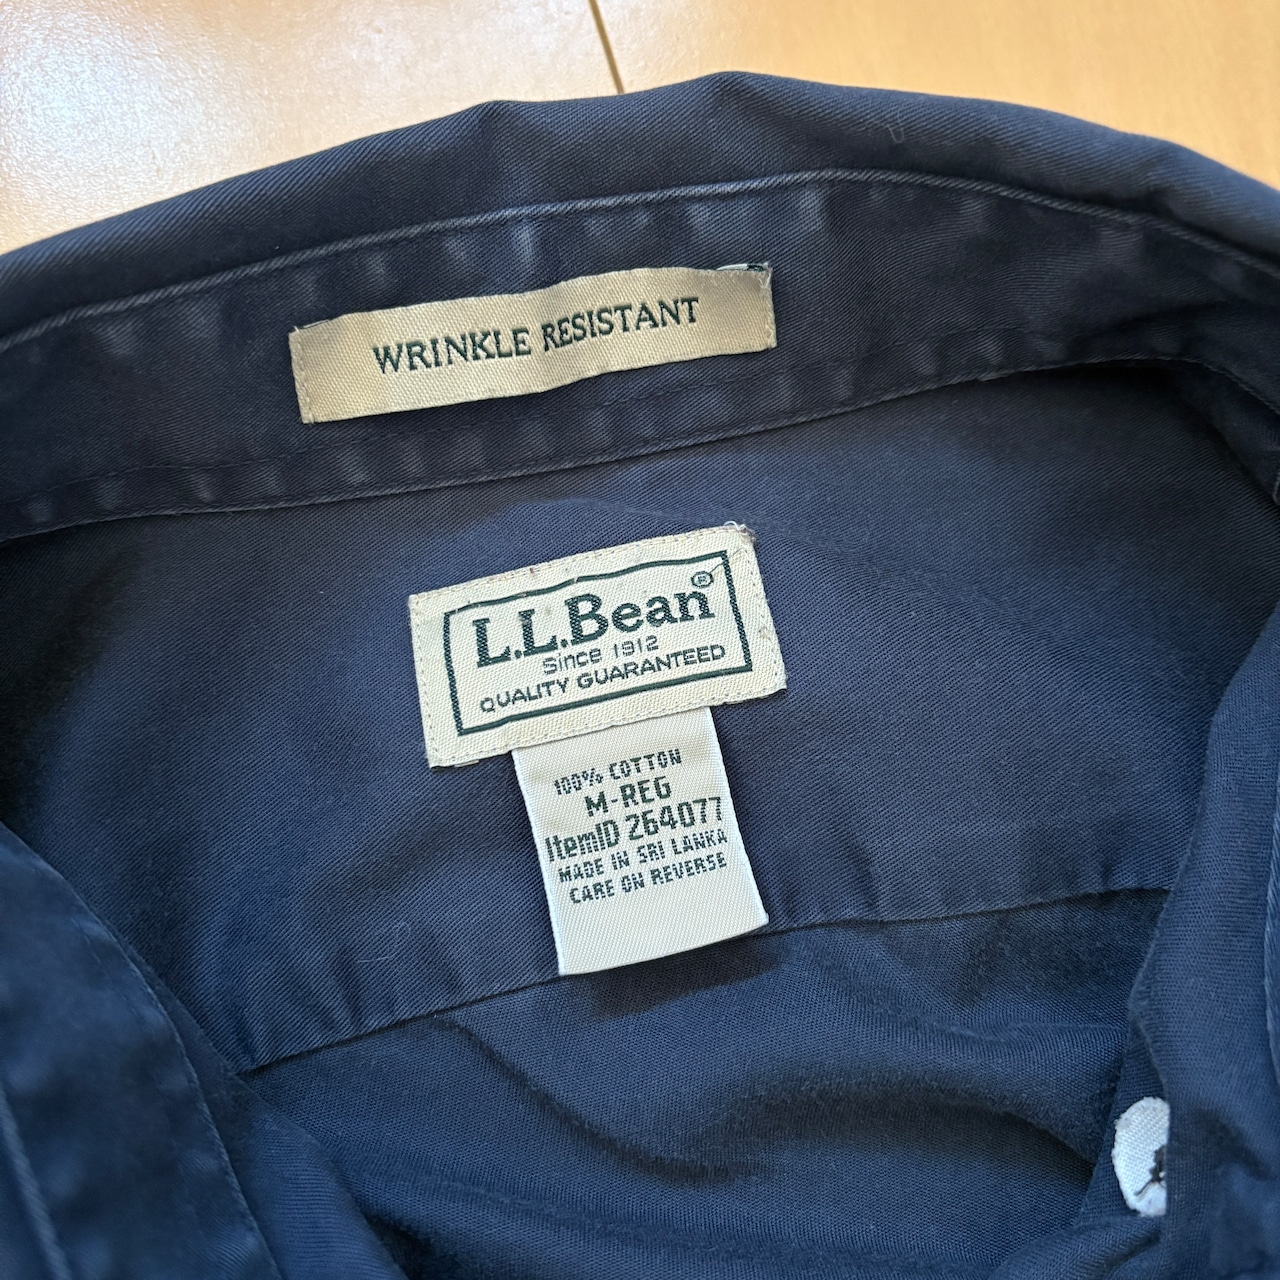 WRINKLE RESISTANT
L.L.Bean®
Since 1912
QUALITY GUARANTEED
100% COTTON
M-REG
ItemID 264077
MADE IN SRI LANKA
CARE ON REVERSE